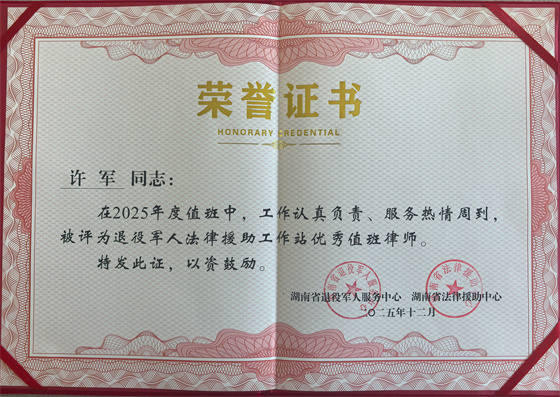 荣誉证书
HONORARY CREDENTIAL
许军 同志：
在2025年度值班中，工作认真负责、服务热情周到，
被评为退役军人法律援助工作站优秀值班律师。
特发此证，以资鼓励。
湖南省退役军人服务中心 湖南省法律援助中心
二〇二五年十二月